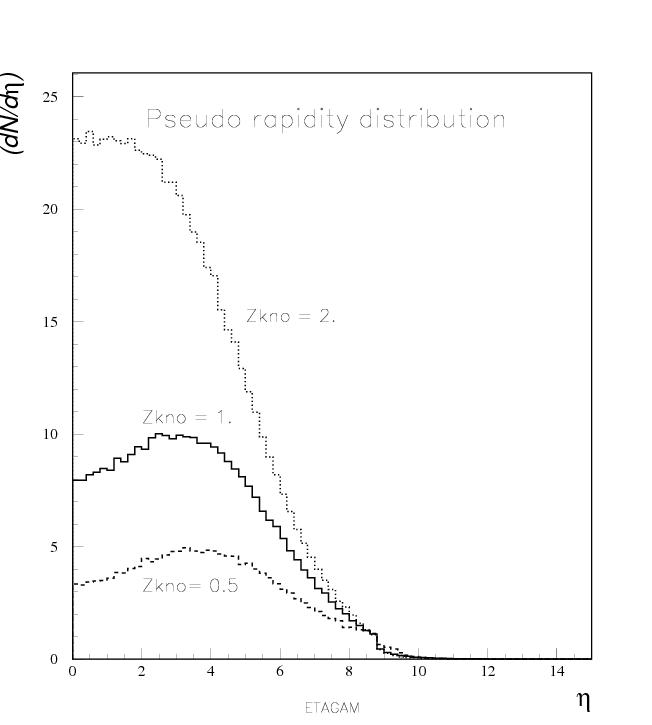 (dN/dη)
25
Pseudo rapidity distribution
20
15
Zkno = 2.
10
Zkno = 1.
5
Zkno= 0.5
0
0 2 4 6 8 10 12 14
η
ETACAM